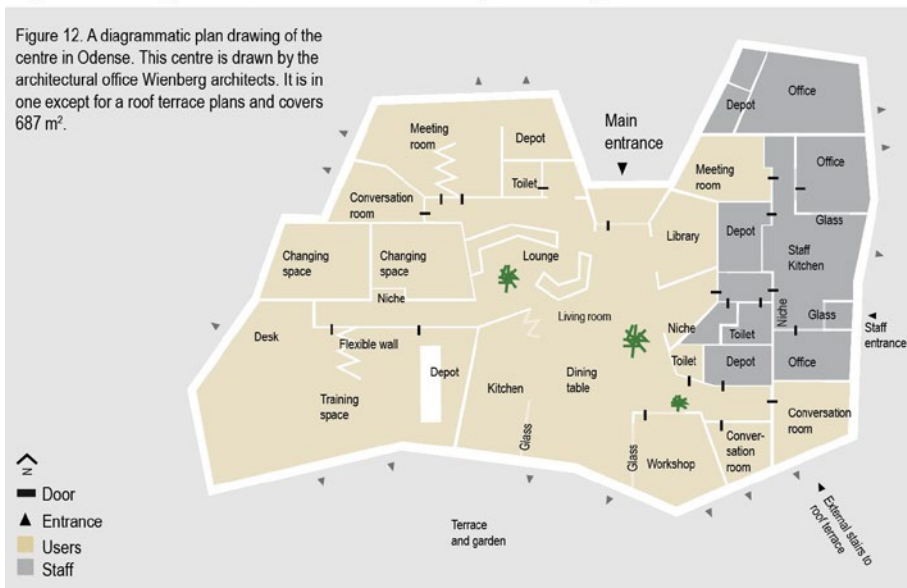 Figure 12. A diagrammatic plan drawing of the
centre in Odense. This centre is drawn by the
architectural office Wienberg architects. It is in
one except for a roof terrace plans and covers
687 m².
Main
entrance
Meeting
room
Depot
Toilet
Conversation
room
Changing
space
Changing
space
Niche
Lounge
Library
Meeting
room
Depot
Office
Office
Glass
Depot
Staff
Kitchen
Niche
Glass
Staff
entrance
Living room
Niche
Toilet
Desk
Flexible wall
Depot
Training
space
Kitchen
Dining
table
Toilet
Depot
Office
Glass
Glass
Workshop
Conver-
sation
room
Conversation
room
External stairs to
roof terrace
Terrace
and garden
N
Door
Entrance
Users
Staff